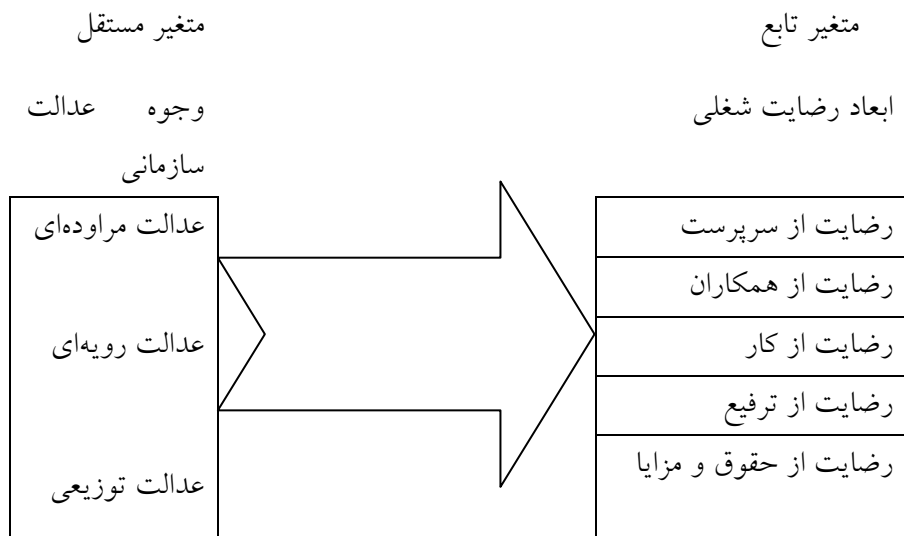 متغیر تابع
متغیر مستقل
ابعاد رضایت شغلی
وجوه عدالت
سازمانی
رضایت از سرپرست
رضایت از همکاران
رضایت از کار
رضایت از ترفیع
رضایت از حقوق و مزایا
عدالت مراوده‌ای
عدالت رویه‌ای
عدالت توزیعی